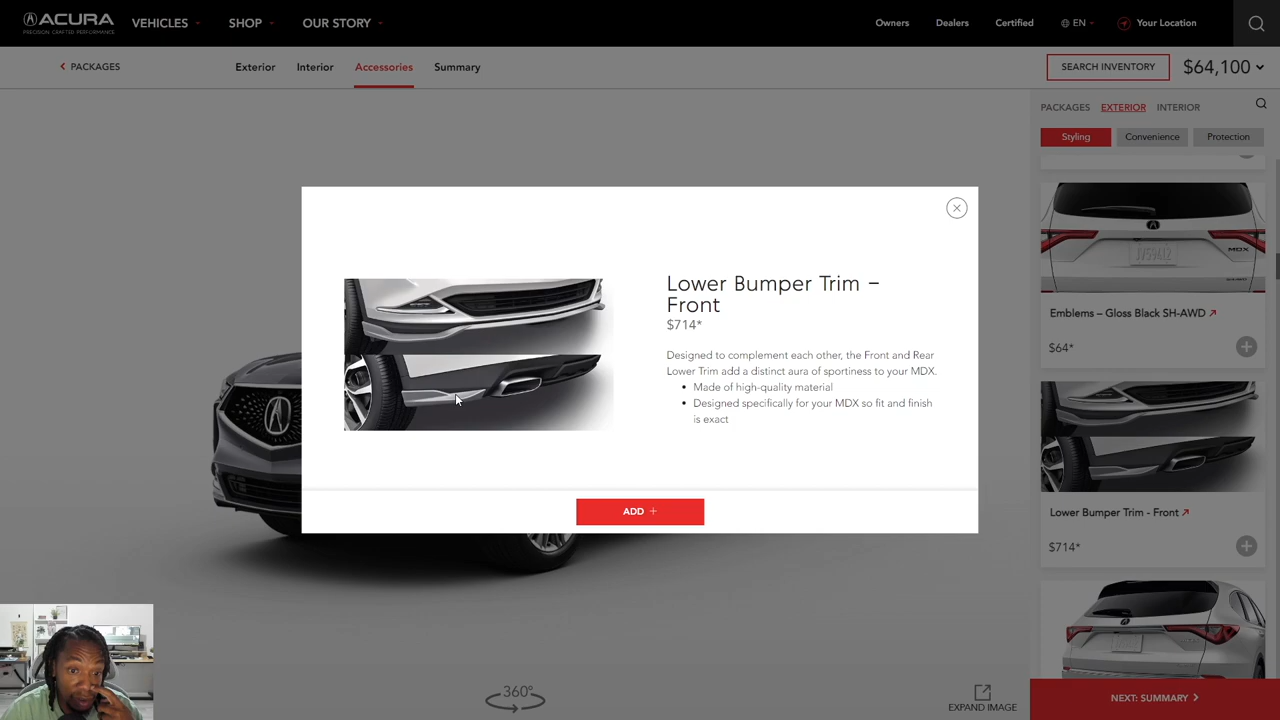 ACURA
PRECISION CRAFTED PERFORMANCE
VEHICLES
SHOP
OUR STORY
Owners
Dealers
Certified
EN
Your Location
PACKAGES
Exterior
Interior
Accessories
Summary
SEARCH INVENTORY
$64,100
PACKAGES
EXTERIOR
INTERIOR
Styling
Convenience
Protection
MDX
Emblems – Gloss Black SH-AWD
$64*
Lower Bumper Trim –
Front
$714*
Designed to complement each other, the Front and Rear
Lower Trim add a distinct aura of sportiness to your MDX.
• Made of high-quality material
• Designed specifically for your MDX so fit and finish
is exact
ADD +
Lower Bumper Trim - Front
$714*
360°
EXPAND IMAGE
NEXT: SUMMARY